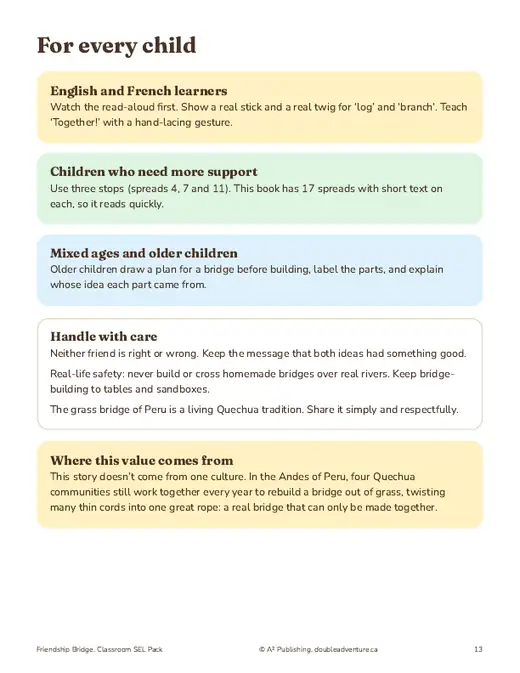 For every child
English and French learners
Watch the read-aloud first. Show a real stick and a real twig for ‘log’ and ‘branch’. Teach
‘Together!’ with a hand-lacing gesture.
Children who need more support
Use three stops (spreads 4, 7 and 11). This book has 17 spreads with short text on
each, so it reads quickly.
Mixed ages and older children
Older children draw a plan for a bridge before building, label the parts, and explain
whose idea each part came from.
Handle with care
Neither friend is right or wrong. Keep the message that both ideas had something good.
Real-life safety: never build or cross homemade bridges over real rivers. Keep bridge-
building to tables and sandboxes.
The grass bridge of Peru is a living Quechua tradition. Share it simply and respectfully.
Where this value comes from
This story doesn’t come from one culture. In the Andes of Peru, four Quechua
communities still work together every year to rebuild a bridge out of grass, twisting
many thin cords into one great rope: a real bridge that can only be made together.
Friendship Bridge. Classroom SEL Pack © A² Publishing, doubleadventure.ca 13